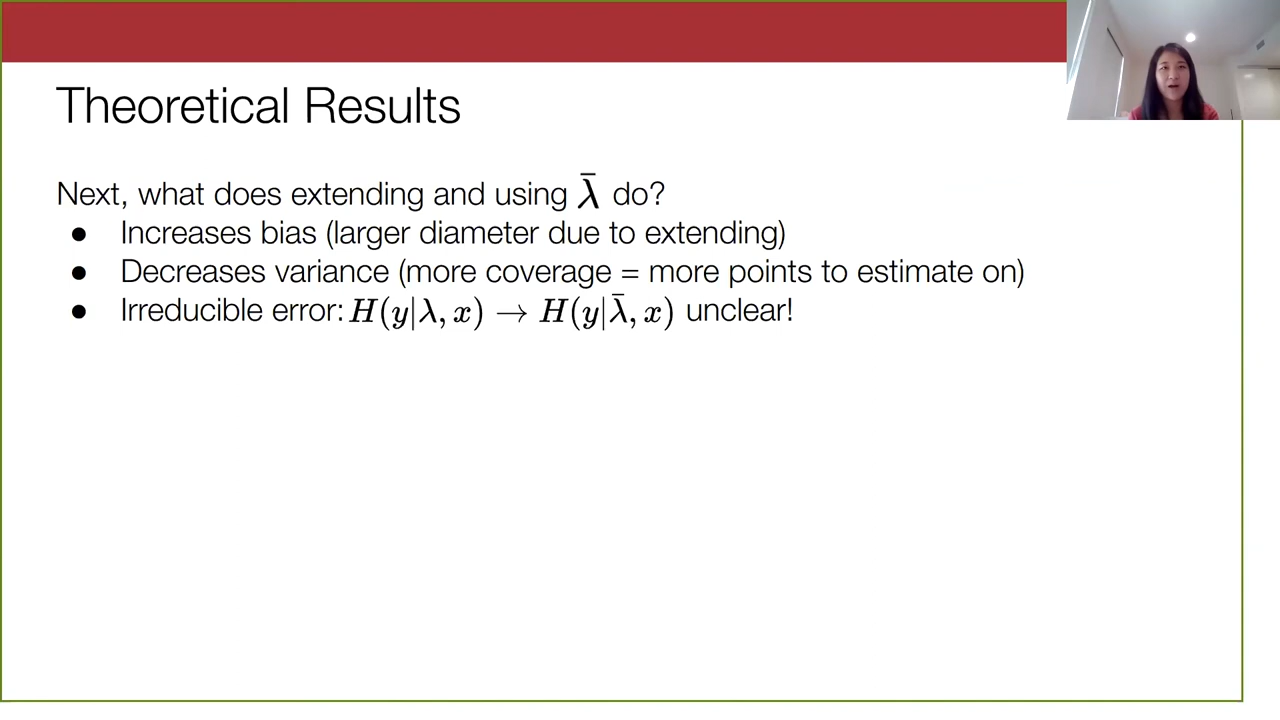 Theoretical Results
Next, what does extending and using λ̄ do?
● Increases bias (larger diameter due to extending)
● Decreases variance (more coverage = more points to estimate on)
● Irreducible error: H(y|λ, x) → H(y|λ̄, x) unclear!